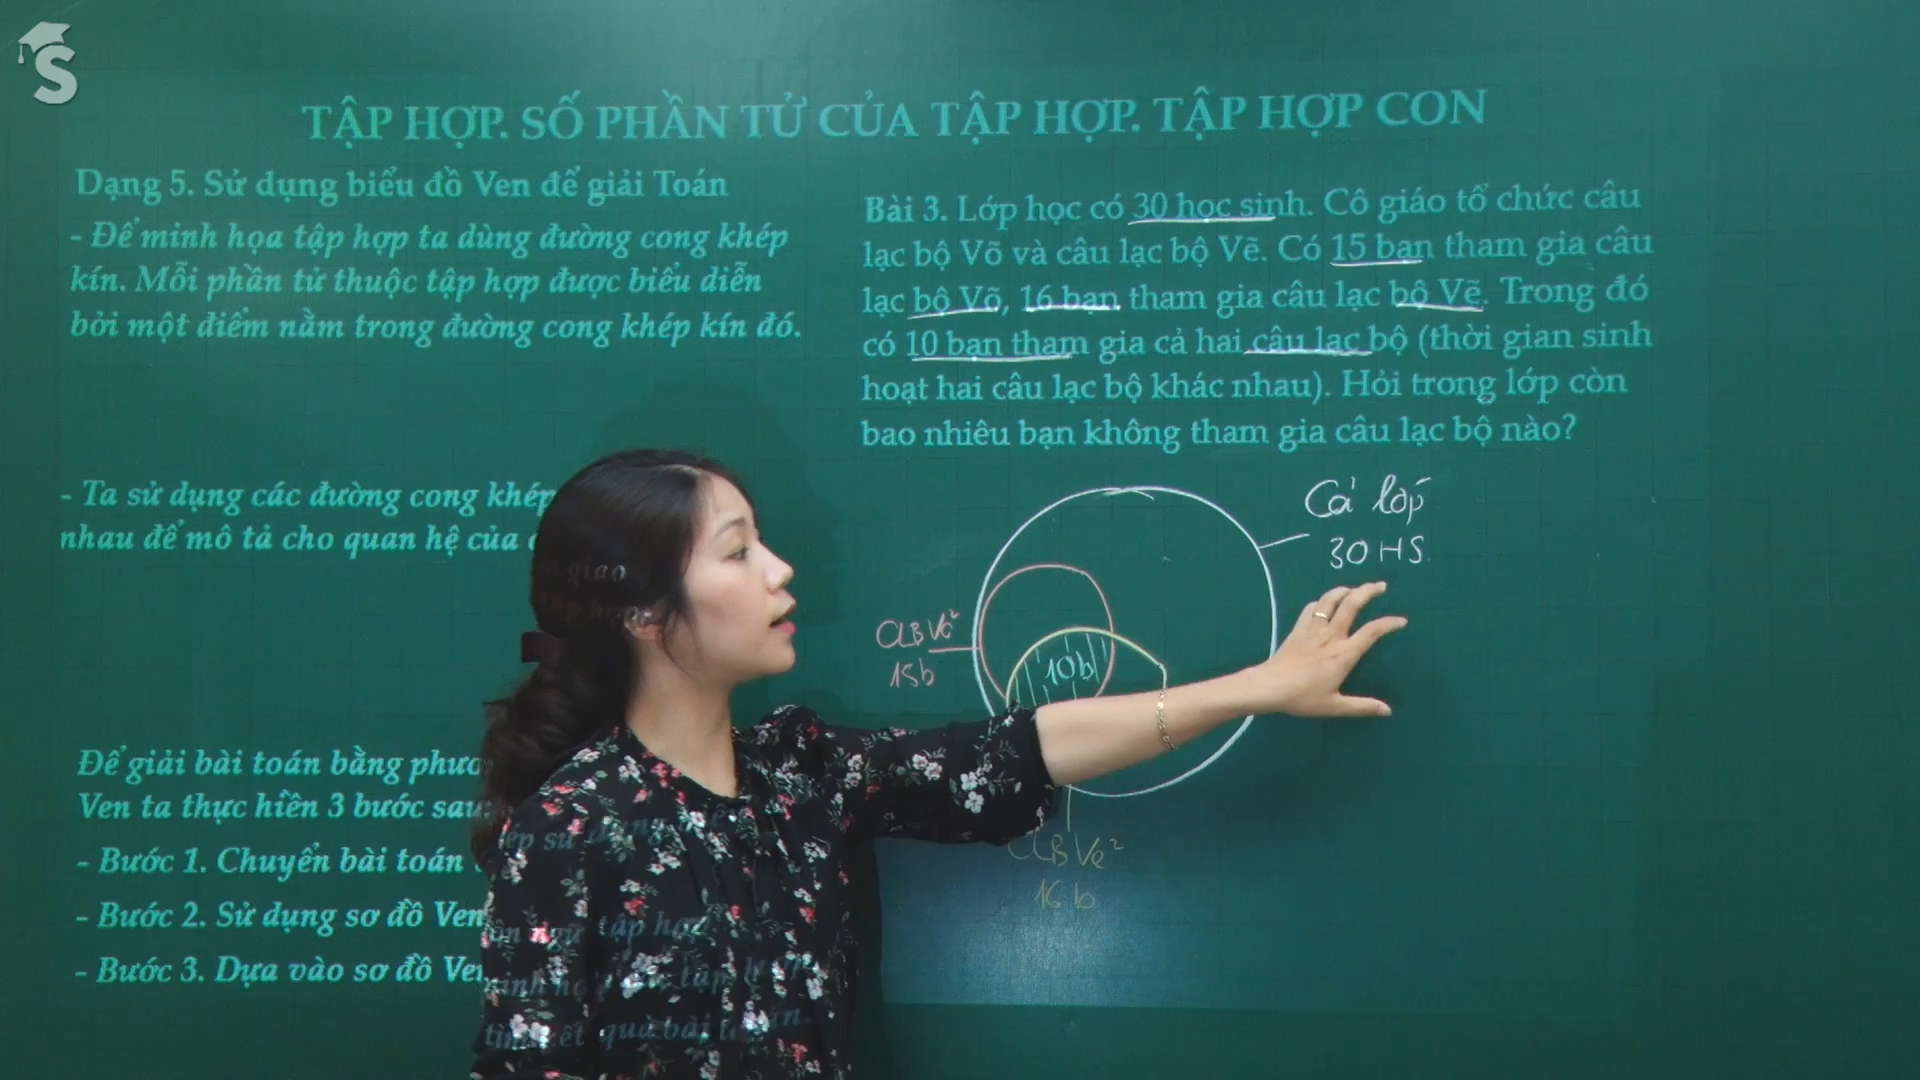 S
TẬP HỢP. SỐ PHẦN TỬ CỦA TẬP HỢP. TẬP HỢP CON
Dạng 5. Sử dụng biểu đồ Ven để giải Toán
- Để minh họa tập hợp ta dùng đường cong khép
kín. Mỗi phần tử thuộc tập hợp được biểu diễn
bởi một điểm nằm trong đường cong khép kín đó.
- Ta sử dụng các đường cong khép
nhau để mô tả cho quan hệ của
giao
Để giải bài toán bằng phươ
Ven ta thực hiện 3 bước sau:
- Bước 1. Chuyển bài toán
- Bước 2. Sử dụng sơ đồ Ven
tập hợp
- Bước 3. Dựa vào sơ đồ Ven
kết quả bài toán.
Bài 3. Lớp học có 30 học sinh. Cô giáo tổ chức câu
lạc bộ Võ và câu lạc bộ Vẽ. Có 15 bạn tham gia câu
lạc bộ Võ, 16 bạn tham gia câu lạc bộ Vẽ. Trong đó
có 10 bạn tham gia cả hai câu lạc bộ (thời gian sinh
hoạt hai câu lạc bộ khác nhau). Hỏi trong lớp còn
bao nhiêu bạn không tham gia câu lạc bộ nào?
Cả lớp
30 HS.
CLB
15b
10b
CLB Vẽ
16 b